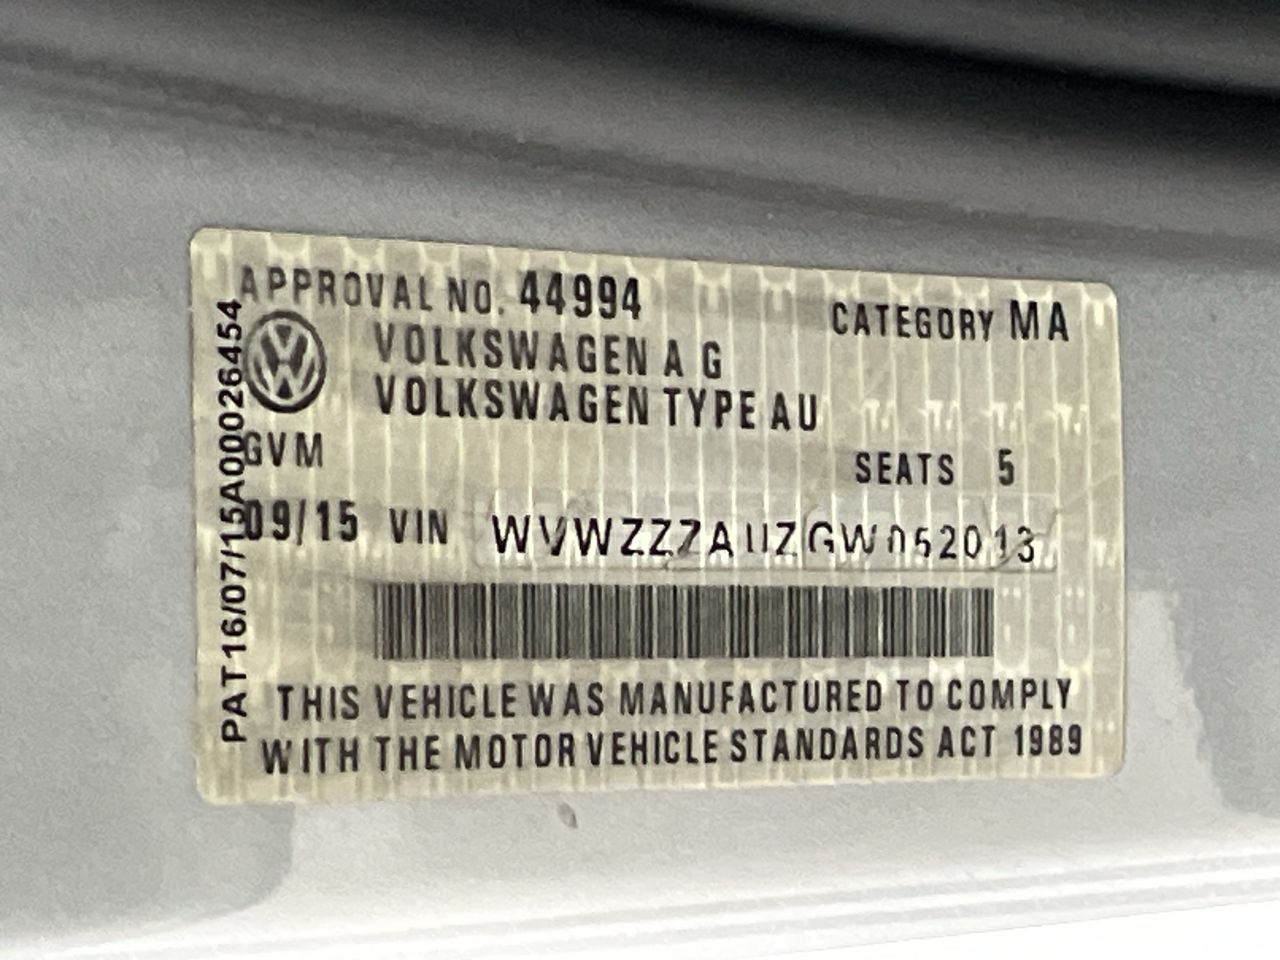 APPROVAL NO. 44994
CATEGORY MA
VOLKSWAGEN A G
VOLKSWAGEN TYPE AU
GVM
SEATS 5
09/15 VIN WVWZZZAUZGW052013
THIS VEHICLE WAS MANUFACTURED TO COMPLY
WITH THE MOTOR VEHICLE STANDARDS ACT 1989
PAT16/07/15A00026454